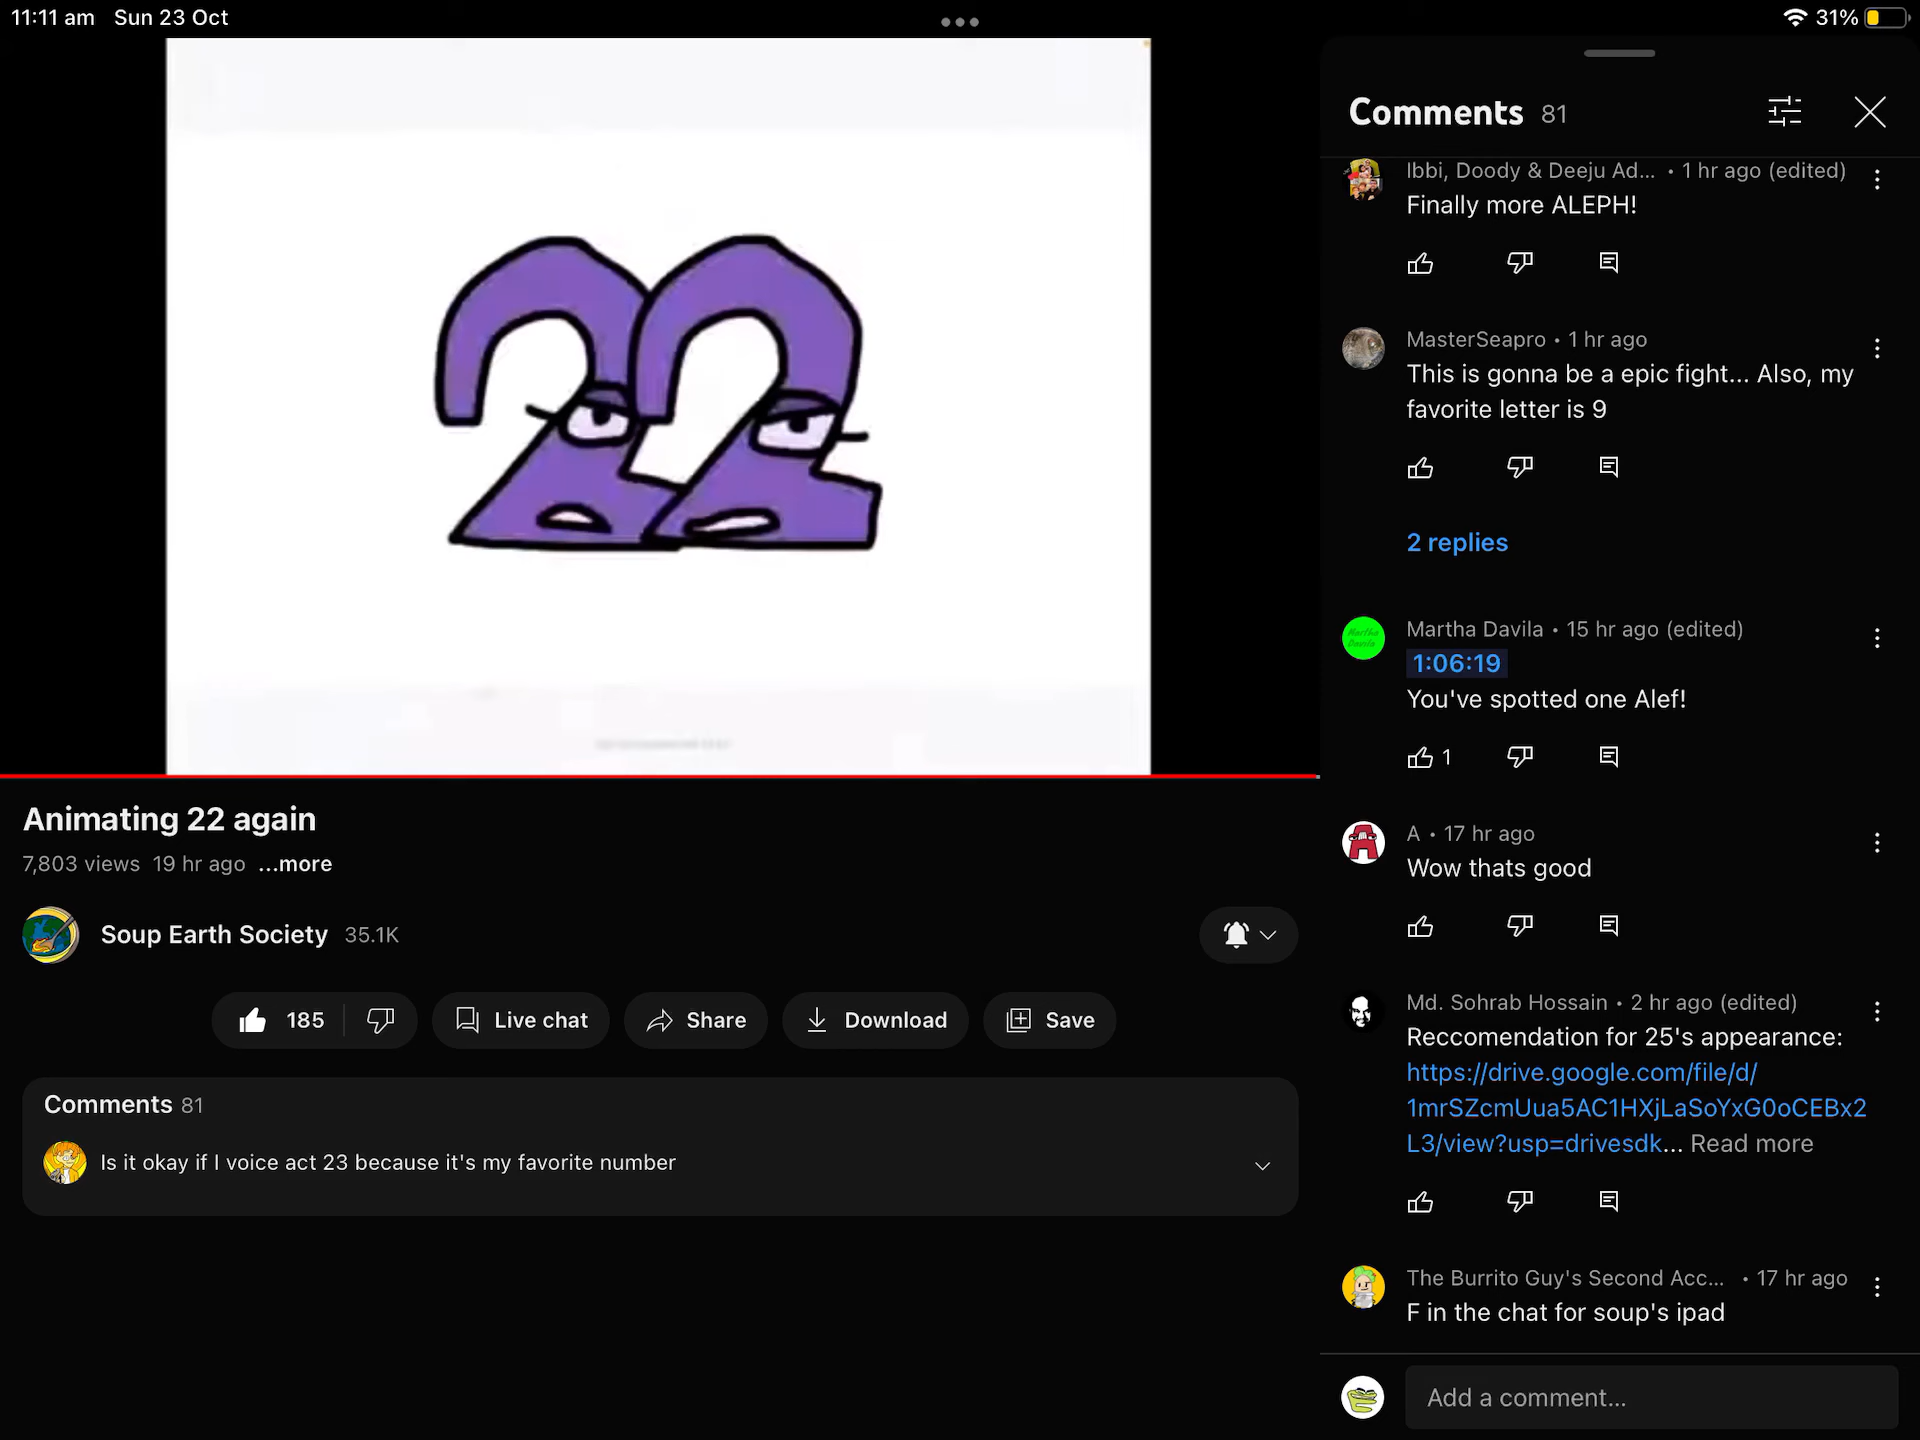 11:11 am Sun 23 Oct
31%
Animating 22 again
7,803 views 19 hr ago ...more
Soup Earth Society 35.1K
185
Live chat
Share
Download
Save
Comments 81
Is it okay if I voice act 23 because it's my favorite number
Comments 81
Ibbi, Doody & Deeju Ad... • 1 hr ago (edited)
Finally more ALEPH!
MasterSeapro • 1 hr ago
This is gonna be a epic fight... Also, my
favorite letter is 9
2 replies
Martha Davila
Martha Davila • 15 hr ago (edited)
1:06:19
You've spotted one Alef!
1
A • 17 hr ago
Wow thats good
Md. Sohrab Hossain • 2 hr ago (edited)
Reccomendation for 25's appearance:
https://drive.google.com/file/d/
1mrSZcmUua5AC1HXjLaSoYxG0oCEBx2
L3/view?usp=drivesdk... Read more
The Burrito Guy's Second Acc... • 17 hr ago
F in the chat for soup's ipad
Add a comment...